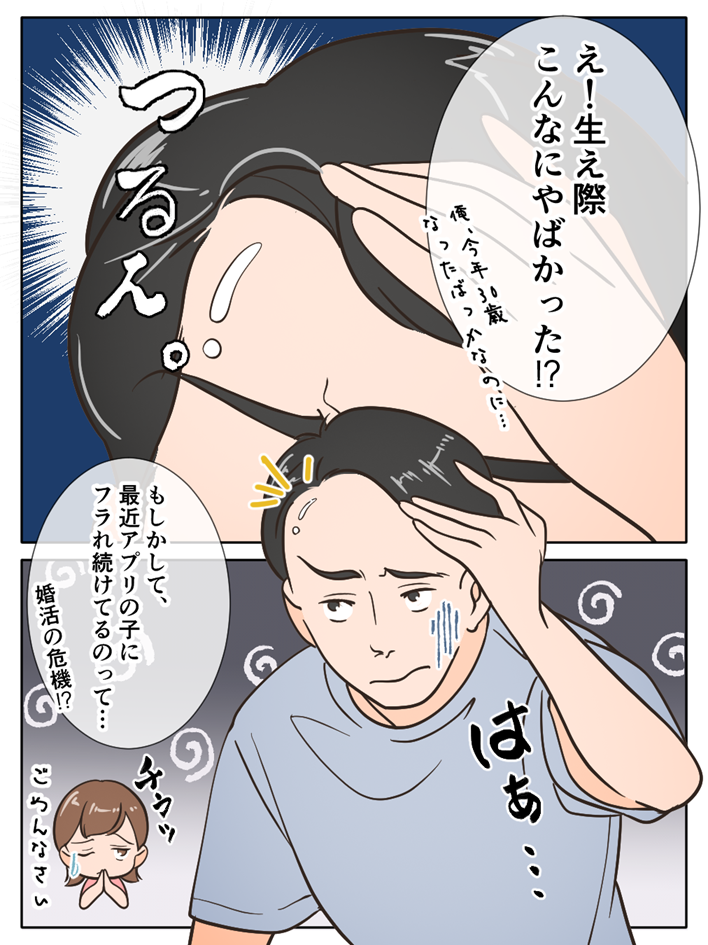 え！生え際
こんなにやばかった!?
俺、今年30歳
なったばっかなのに…
つるん。
もしかして、
最近アプリの子に
フラれ続けてるのって…
婚活の危機!?
はぁ…
チラッ
ごめんなさい